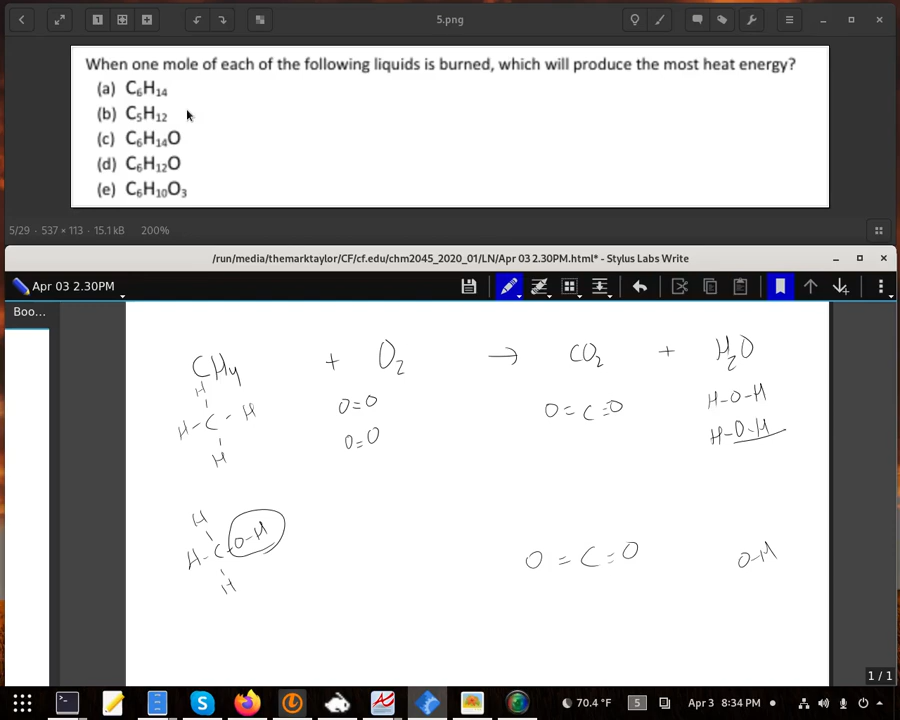 5.png
When one mole of each of the following liquids is burned, which will produce the most heat energy?
(a) C₆H₁₄
(b) C₅H₁₂
(c) C₆H₁₄O
(d) C₆H₁₂O
(e) C₆H₁₀O₃
5/29 · 537 × 113 · 15.1 kB 200%
/run/media/themarktaylor/CF/cf.edu/chm2045_2020_01/LN/Apr 03 2.30PM.html* - Stylus Labs Write
Apr 03 2.30PM
Boo...
CH₄ + O₂ → CO₂ + H₂O
H
H-C-H
H
O=O
O=O
O=C=O
H-O-H
H-O-H
H
H-C-O-H
H
O=C=O
O-H
1 / 1
70.4 °F 5 Apr 3 8:34 PM